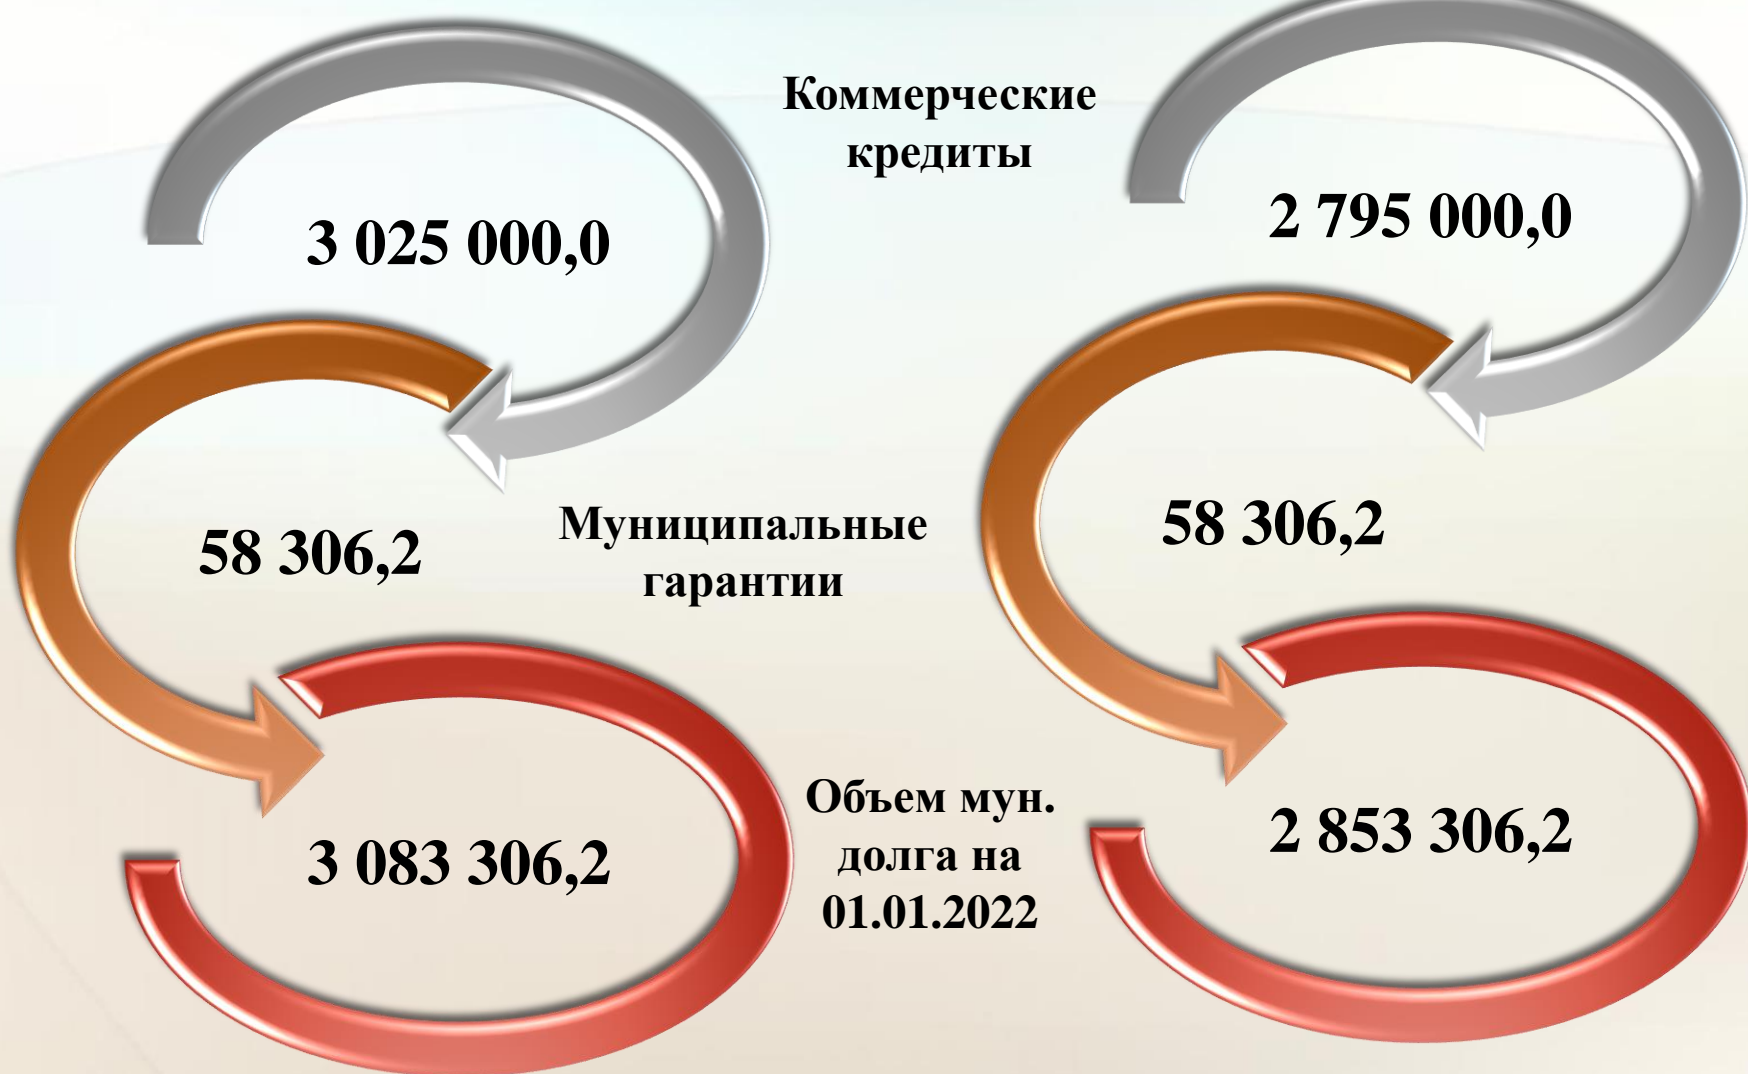 Коммерческие
кредиты
3 025 000,0
2 795 000,0
58 306,2
Муниципальные
гарантии
58 306,2
3 083 306,2
Объем мун.
долга на
01.01.2022
2 853 306,2